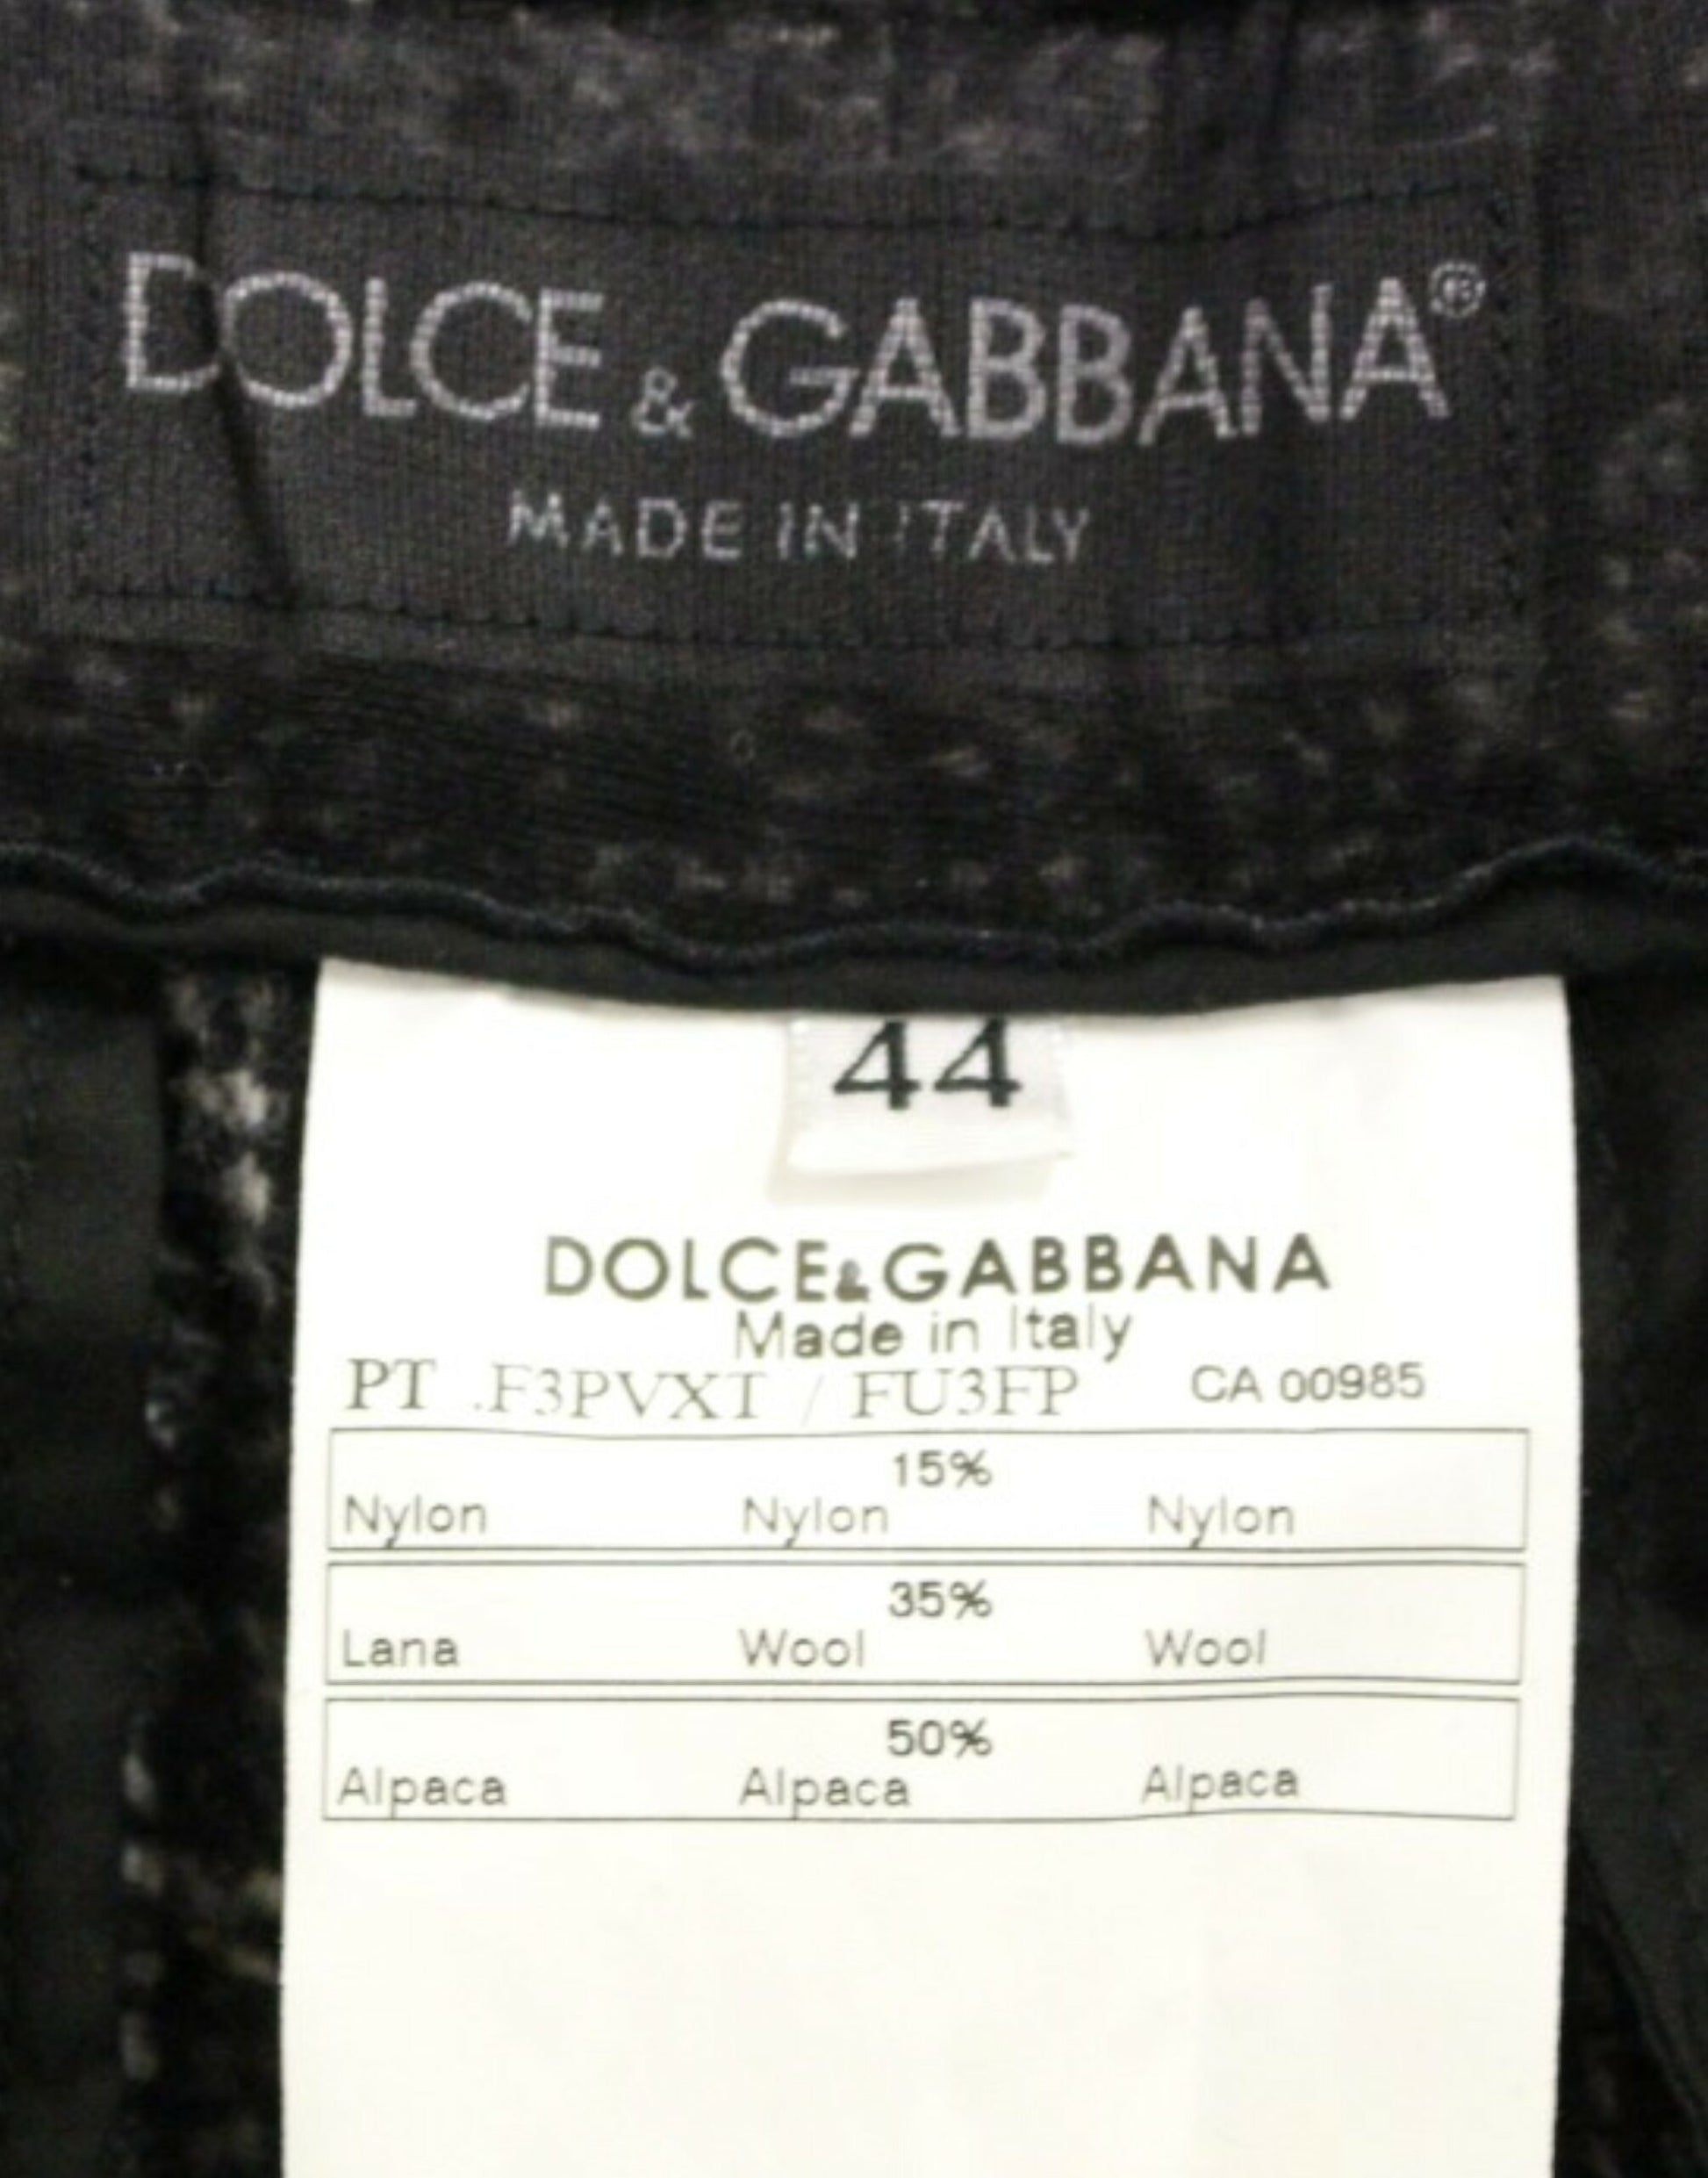 DOLCE & GABBANA®
MADE IN ITALY
44
DOLCE&GABBANA
Made in Italy
PT .F3PVXT / FU3FP CA 00985
15%
Nylon Nylon Nylon
35%
Lana Wool Wool
50%
Alpaca Alpaca Alpaca